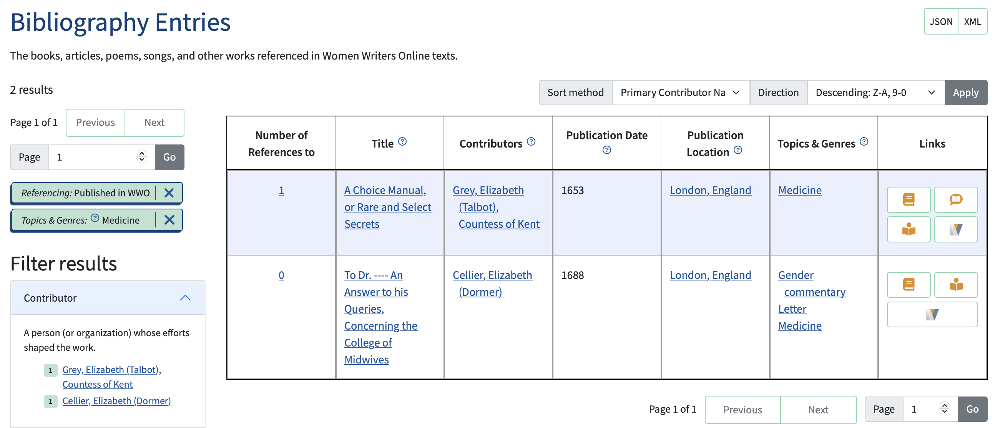 Bibliography Entries
JSON XML
The books, articles, poems, songs, and other works referenced in Women Writers Online texts.
2 results
Sort method Primary Contributor Na Direction Descending: Z-A, 9-0 Apply
Page 1 of 1 Previous Next
Page 1 Go
Referencing: Published in WWO
Topics & Genres: ? Medicine
Filter results
Contributor
A person (or organization) whose efforts
shaped the work.
1 Grey, Elizabeth (Talbot),
Countess of Kent
1 Cellier, Elizabeth (Dormer)
Number of
References to
Title ?
Contributors ?
Publication Date
?
Publication
Location ?
Topics & Genres ?
Links
1
A Choice Manual,
or Rare and Select
Secrets
Grey, Elizabeth
(Talbot),
Countess of Kent
1653
London, England
Medicine
0
To Dr. ---- An
Answer to his
Queries,
Concerning the
College of
Midwives
Cellier, Elizabeth
(Dormer)
1688
London, England
Gender
commentary
Letter
Medicine
Page 1 of 1 Previous Next Page 1 Go